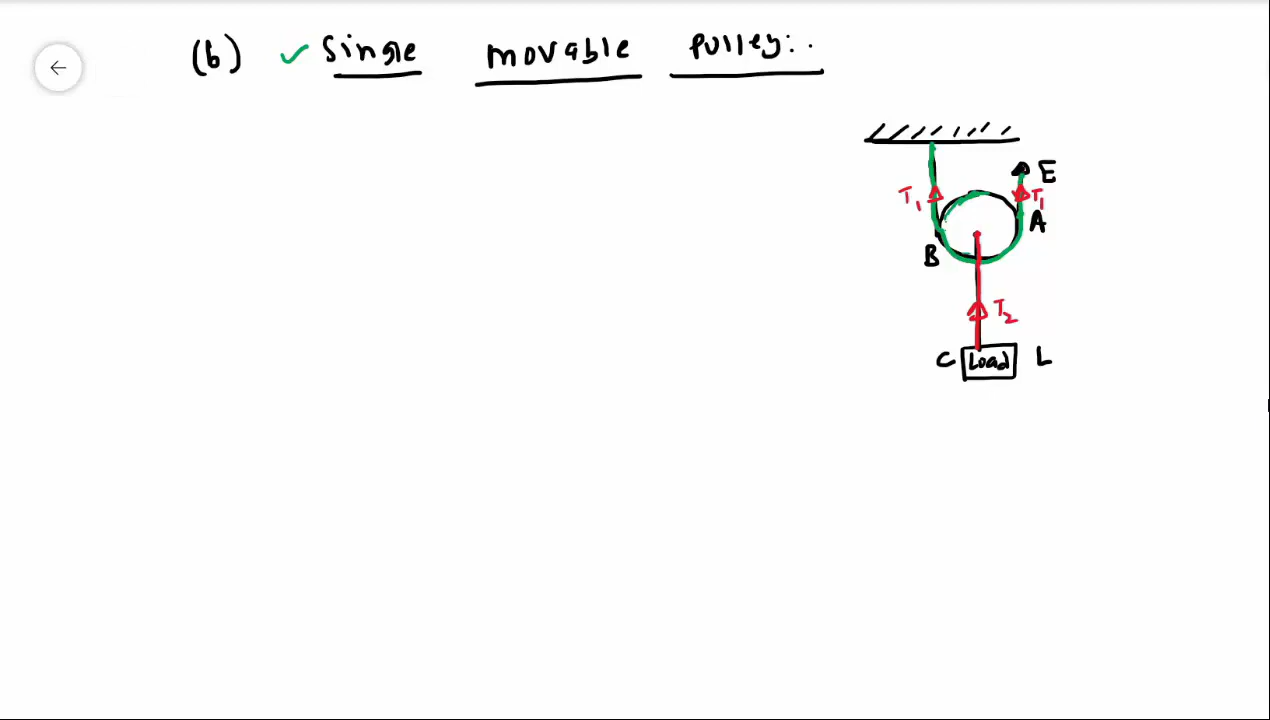 (b) ✓ Single movable pulley:.
E
T₁ T₁
A
B
T₂
C Load L